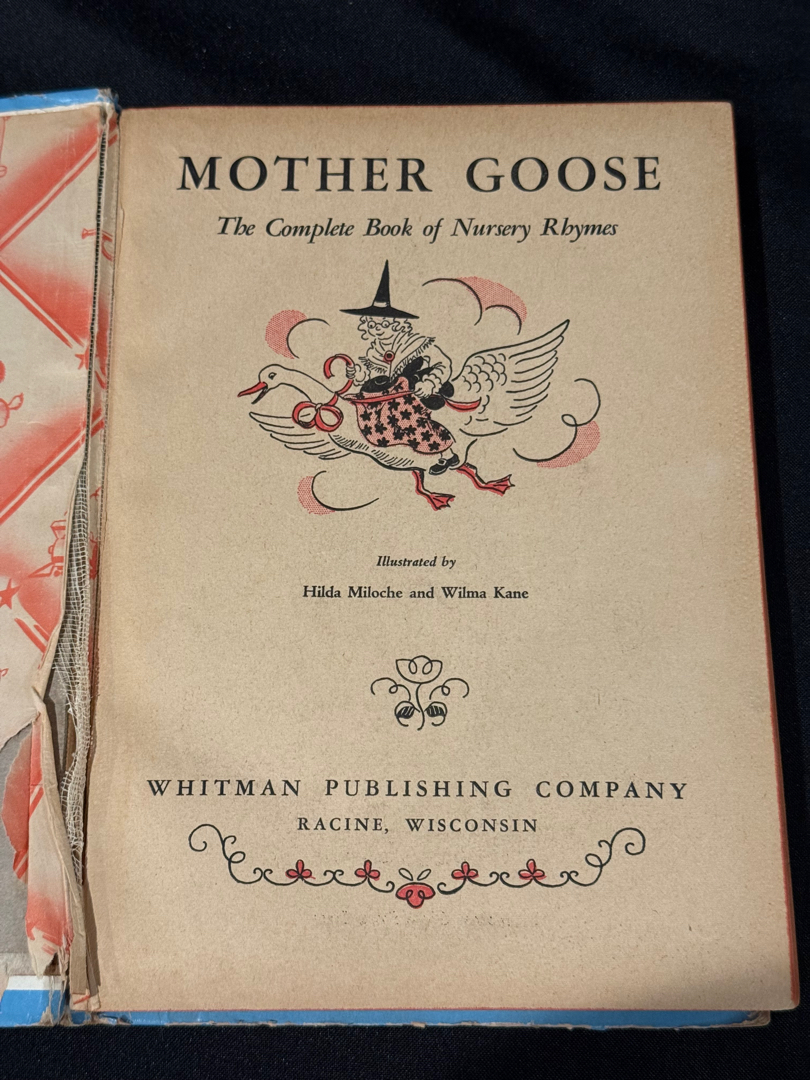 MOTHER GOOSE
The Complete Book of Nursery Rhymes
Illustrated by
Hilda Miloche and Wilma Kane
WHITMAN PUBLISHING COMPANY
RACINE, WISCONSIN